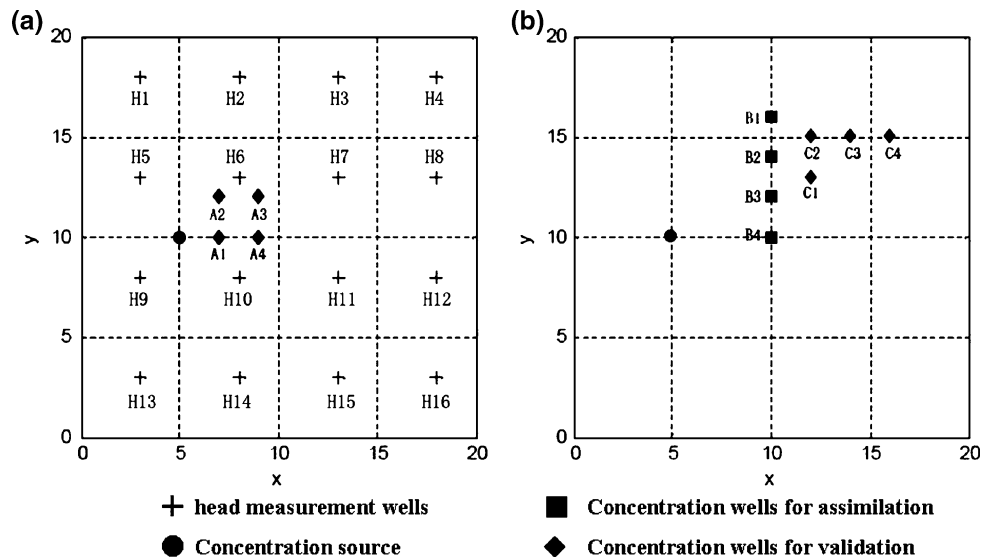 (a)
20
15
10
5
0
y
H1 H2 H3 H4
H5 H6 H7 H8
A2 A3
A1 A4
H9 H10 H11 H12
H13 H14 H15 H16
0 5 10 15 20
x
(b)
20
15
10
5
0
y
B1
B2
B3
B4
C2 C3 C4
C1
0 5 10 15 20
x
head measurement wells
Concentration source
Concentration wells for assimilation
Concentration wells for validation